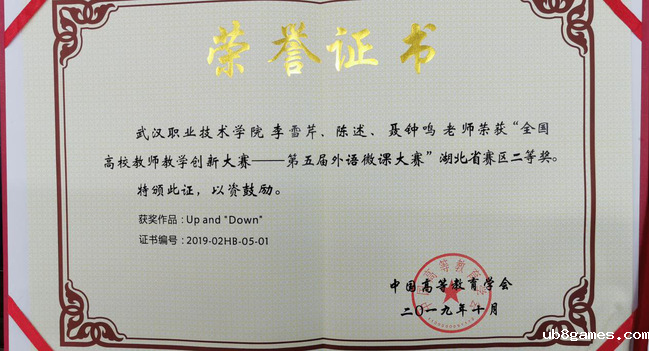 荣誉证书
武汉职业技术学院 李雪芹、陈述、聂钟鸣 老师荣获“全国
高校教师教学创新大赛——第五届外语微课大赛”湖北省赛区二等奖。
特颁此证，以资鼓励。
获奖作品：Up and "Down"
证书编号：2019-02HB-05-01
中国高等教育学会
二〇一九年十月
ub8games.com